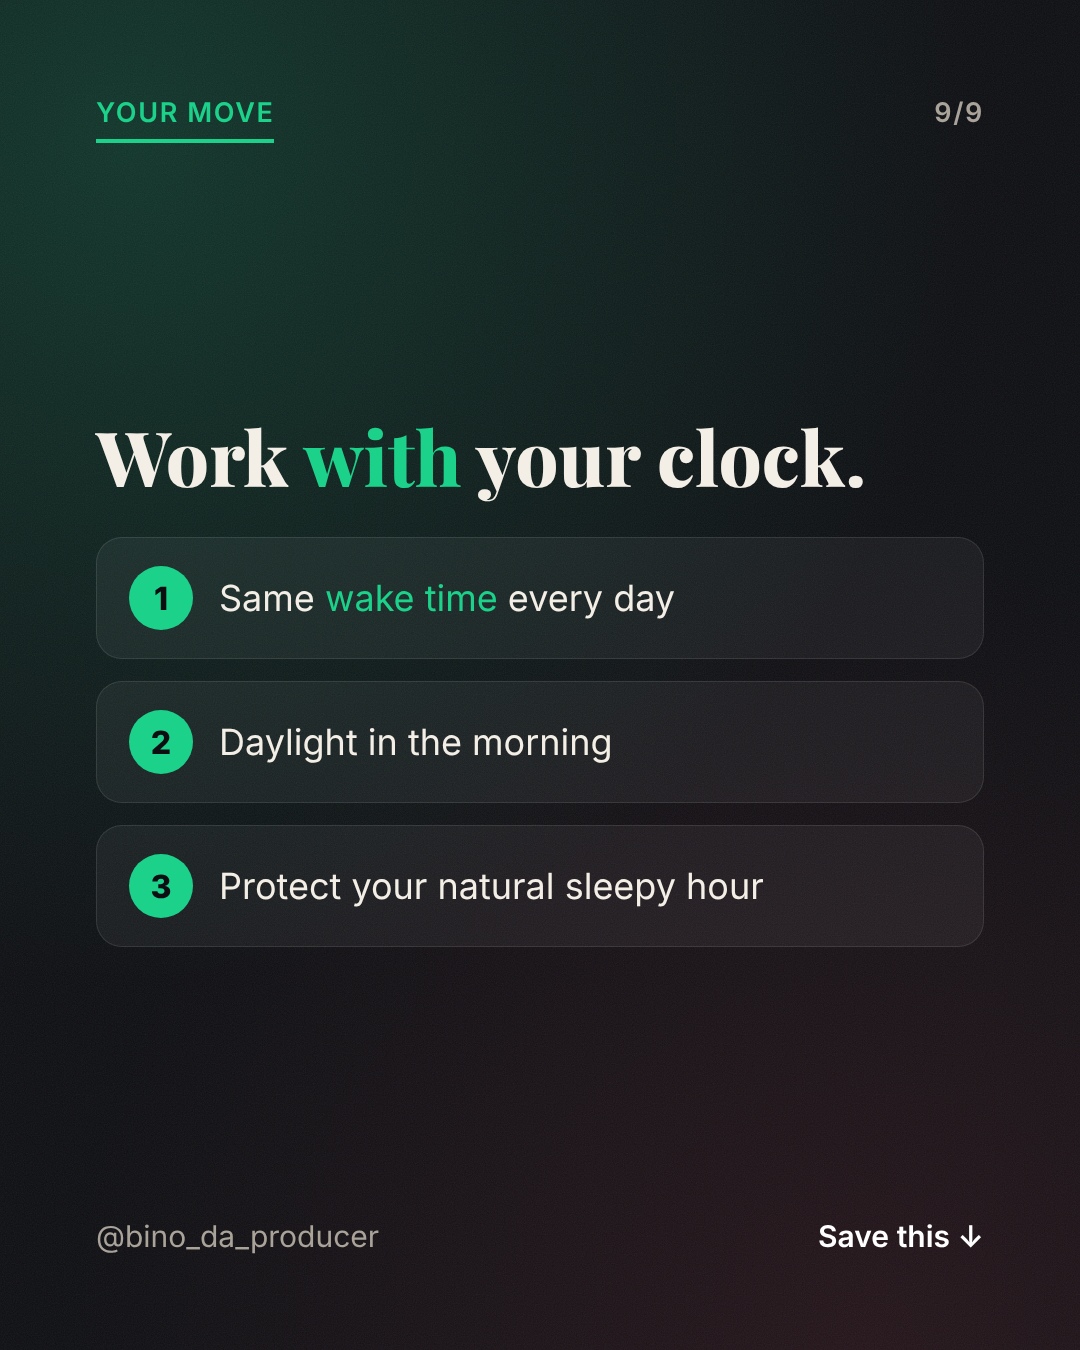 YOUR MOVE
9/9
Work with your clock.
1 Same wake time every day
2 Daylight in the morning
3 Protect your natural sleepy hour
@bino_da_producer
Save this ↓